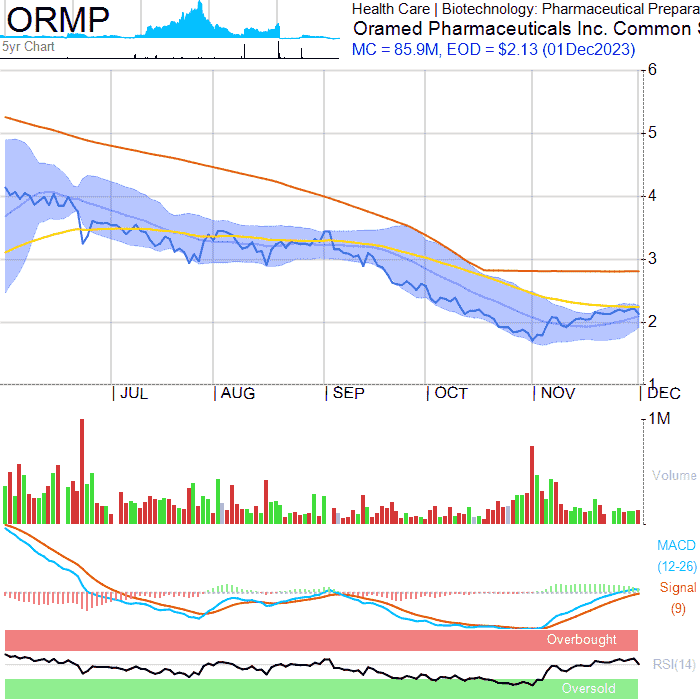 ORMP
5yr Chart
Health Care | Biotechnology: Pharmaceutical Prepara
Oramed Pharmaceuticals Inc. Common
MC = 85.9M, EOD = $2.13 (01Dec2023)
6
5
4
3
2
1
JUL AUG SEP OCT NOV DEC
1M
Volume
MACD
(12-26)
Signal
(9)
Overbought
RSI(14)
Oversold